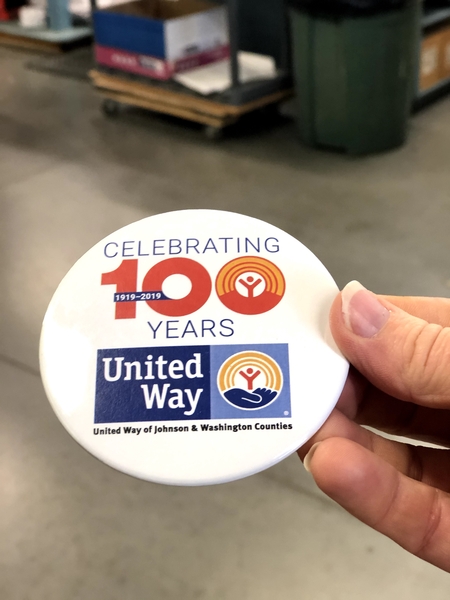 CELEBRATING
100
1919-2019
YEARS
United
Way
®
United Way of Johnson & Washington Counties